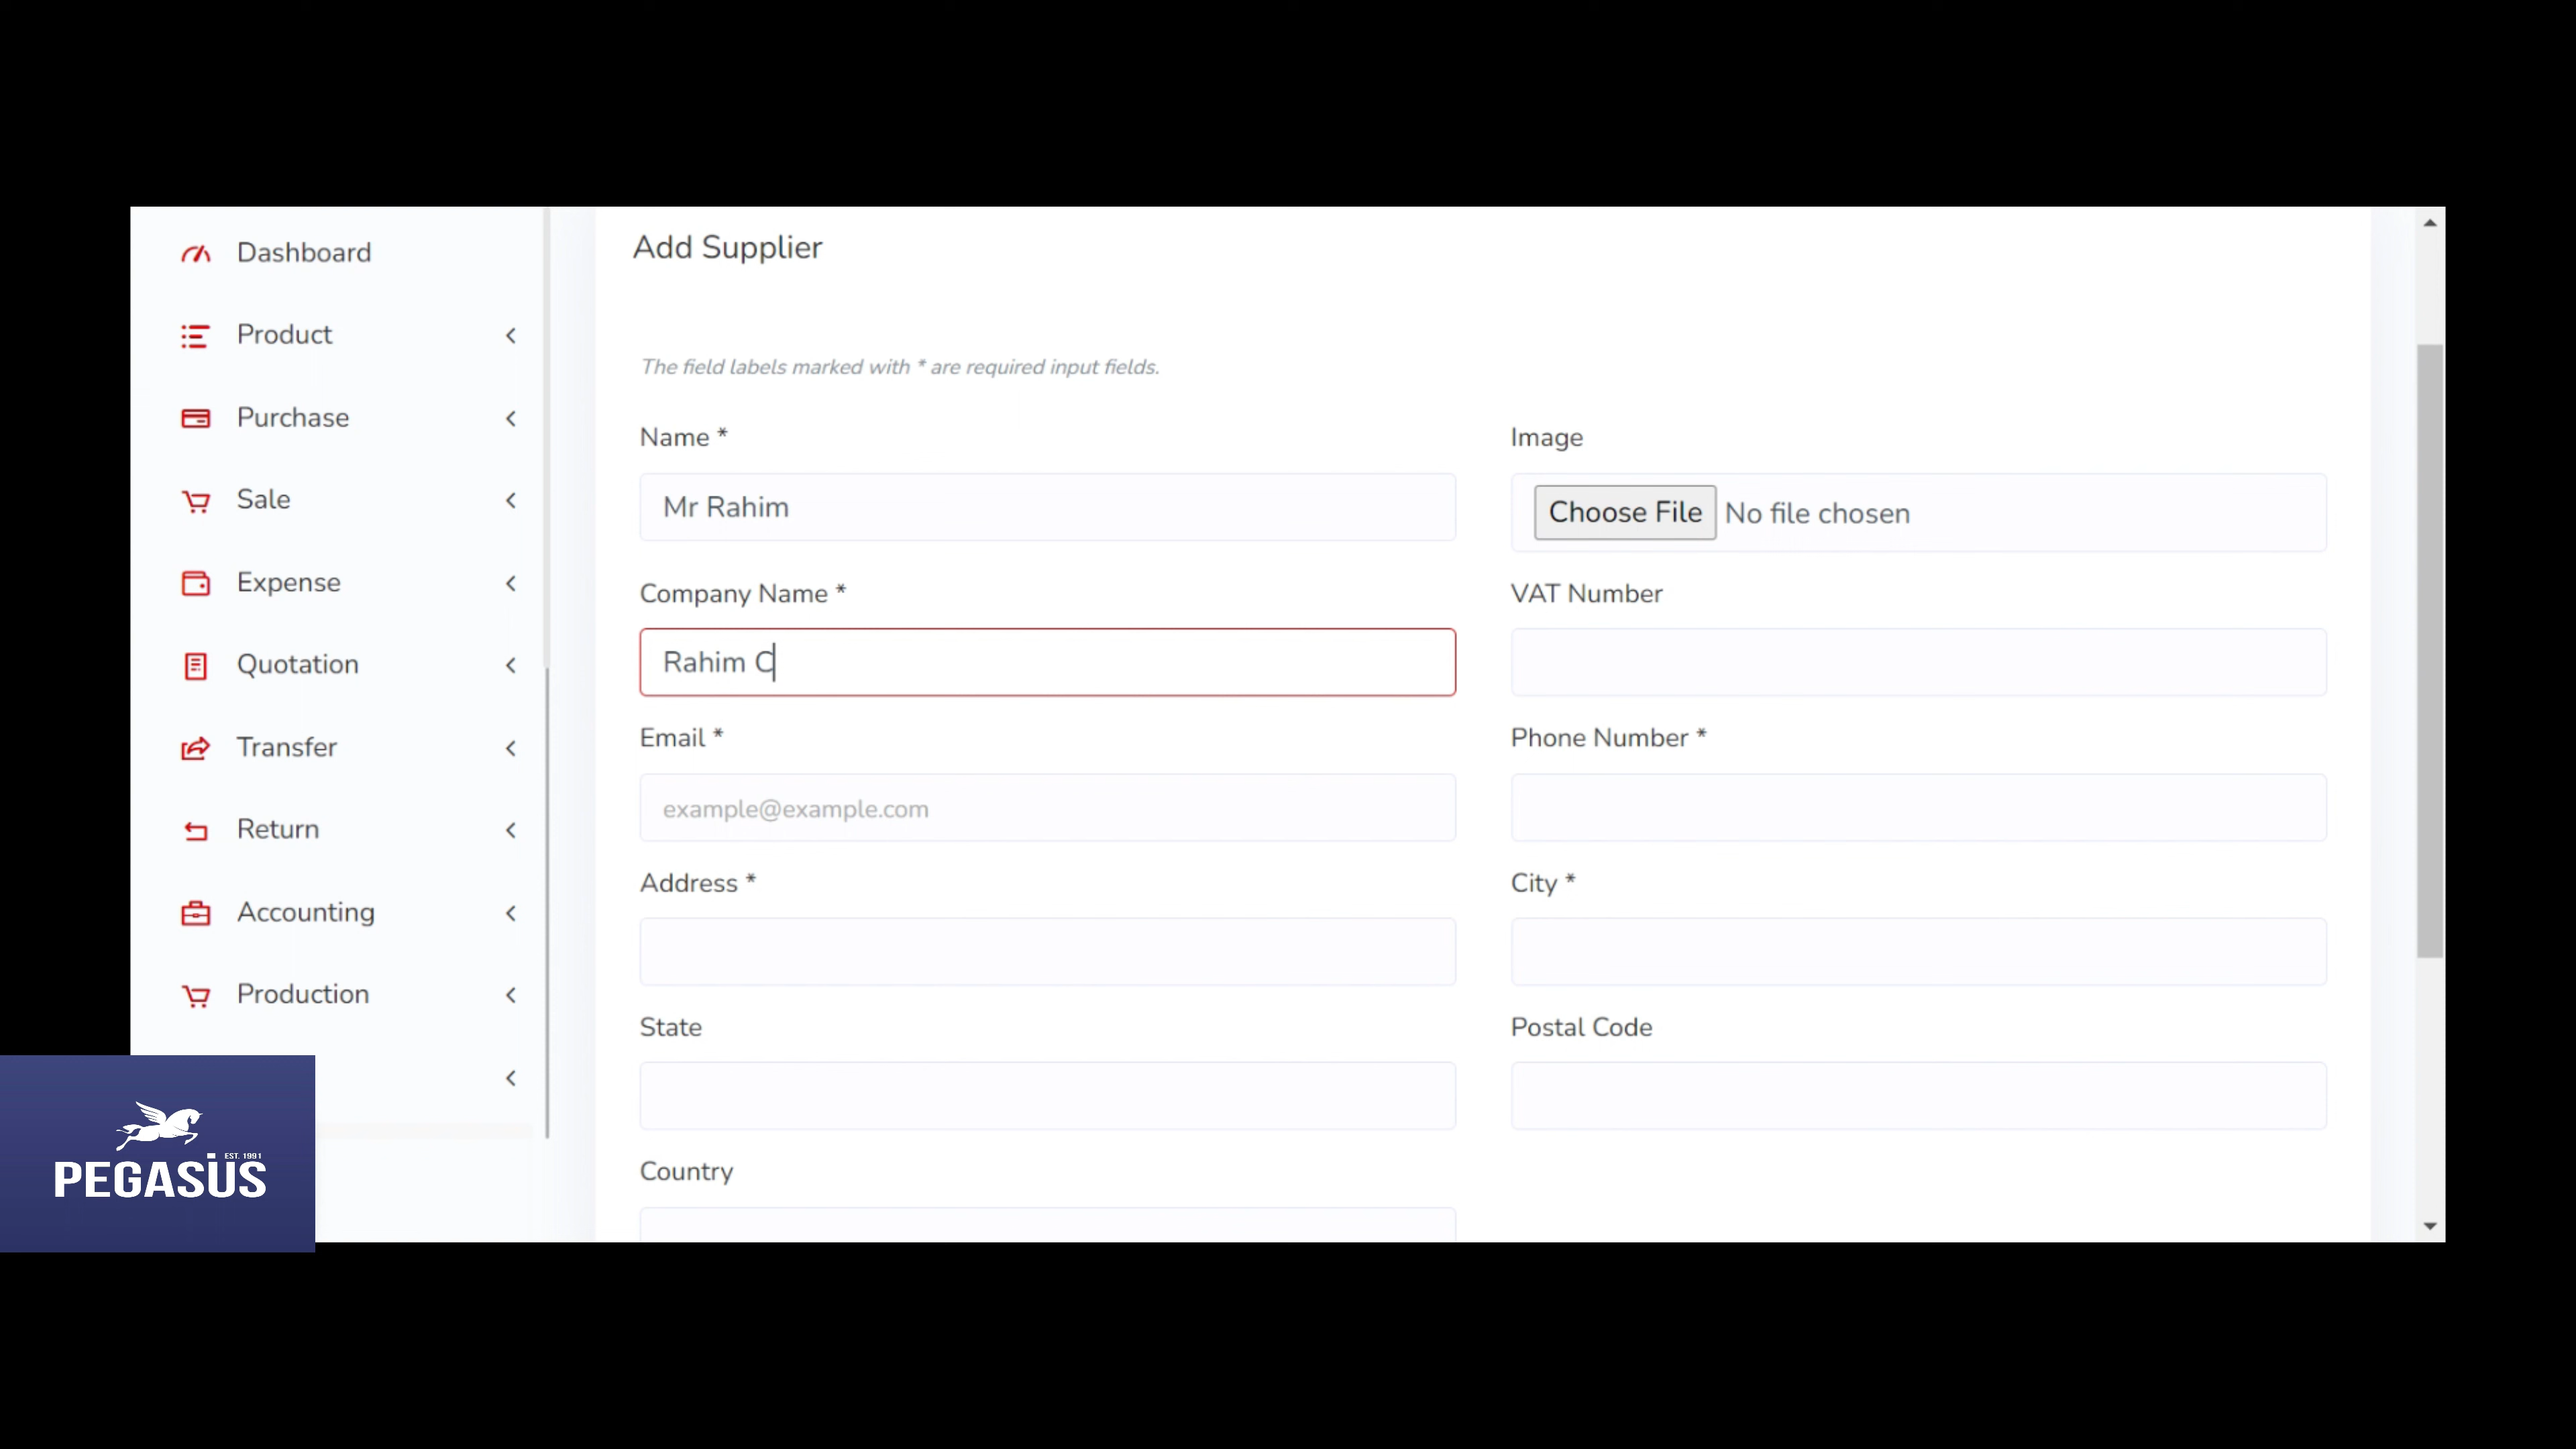 Dashboard
Product
Purchase
Sale
Expense
Quotation
Transfer
Return
Accounting
Production
EST. 1991
PEGASÜS
Add Supplier
The field labels marked with * are required input fields.
Name *
Mr Rahim
Image
Choose File No file chosen
Company Name *
Rahim C
VAT Number
Email *
example@example.com
Phone Number *
Address *
City *
State
Postal Code
Country